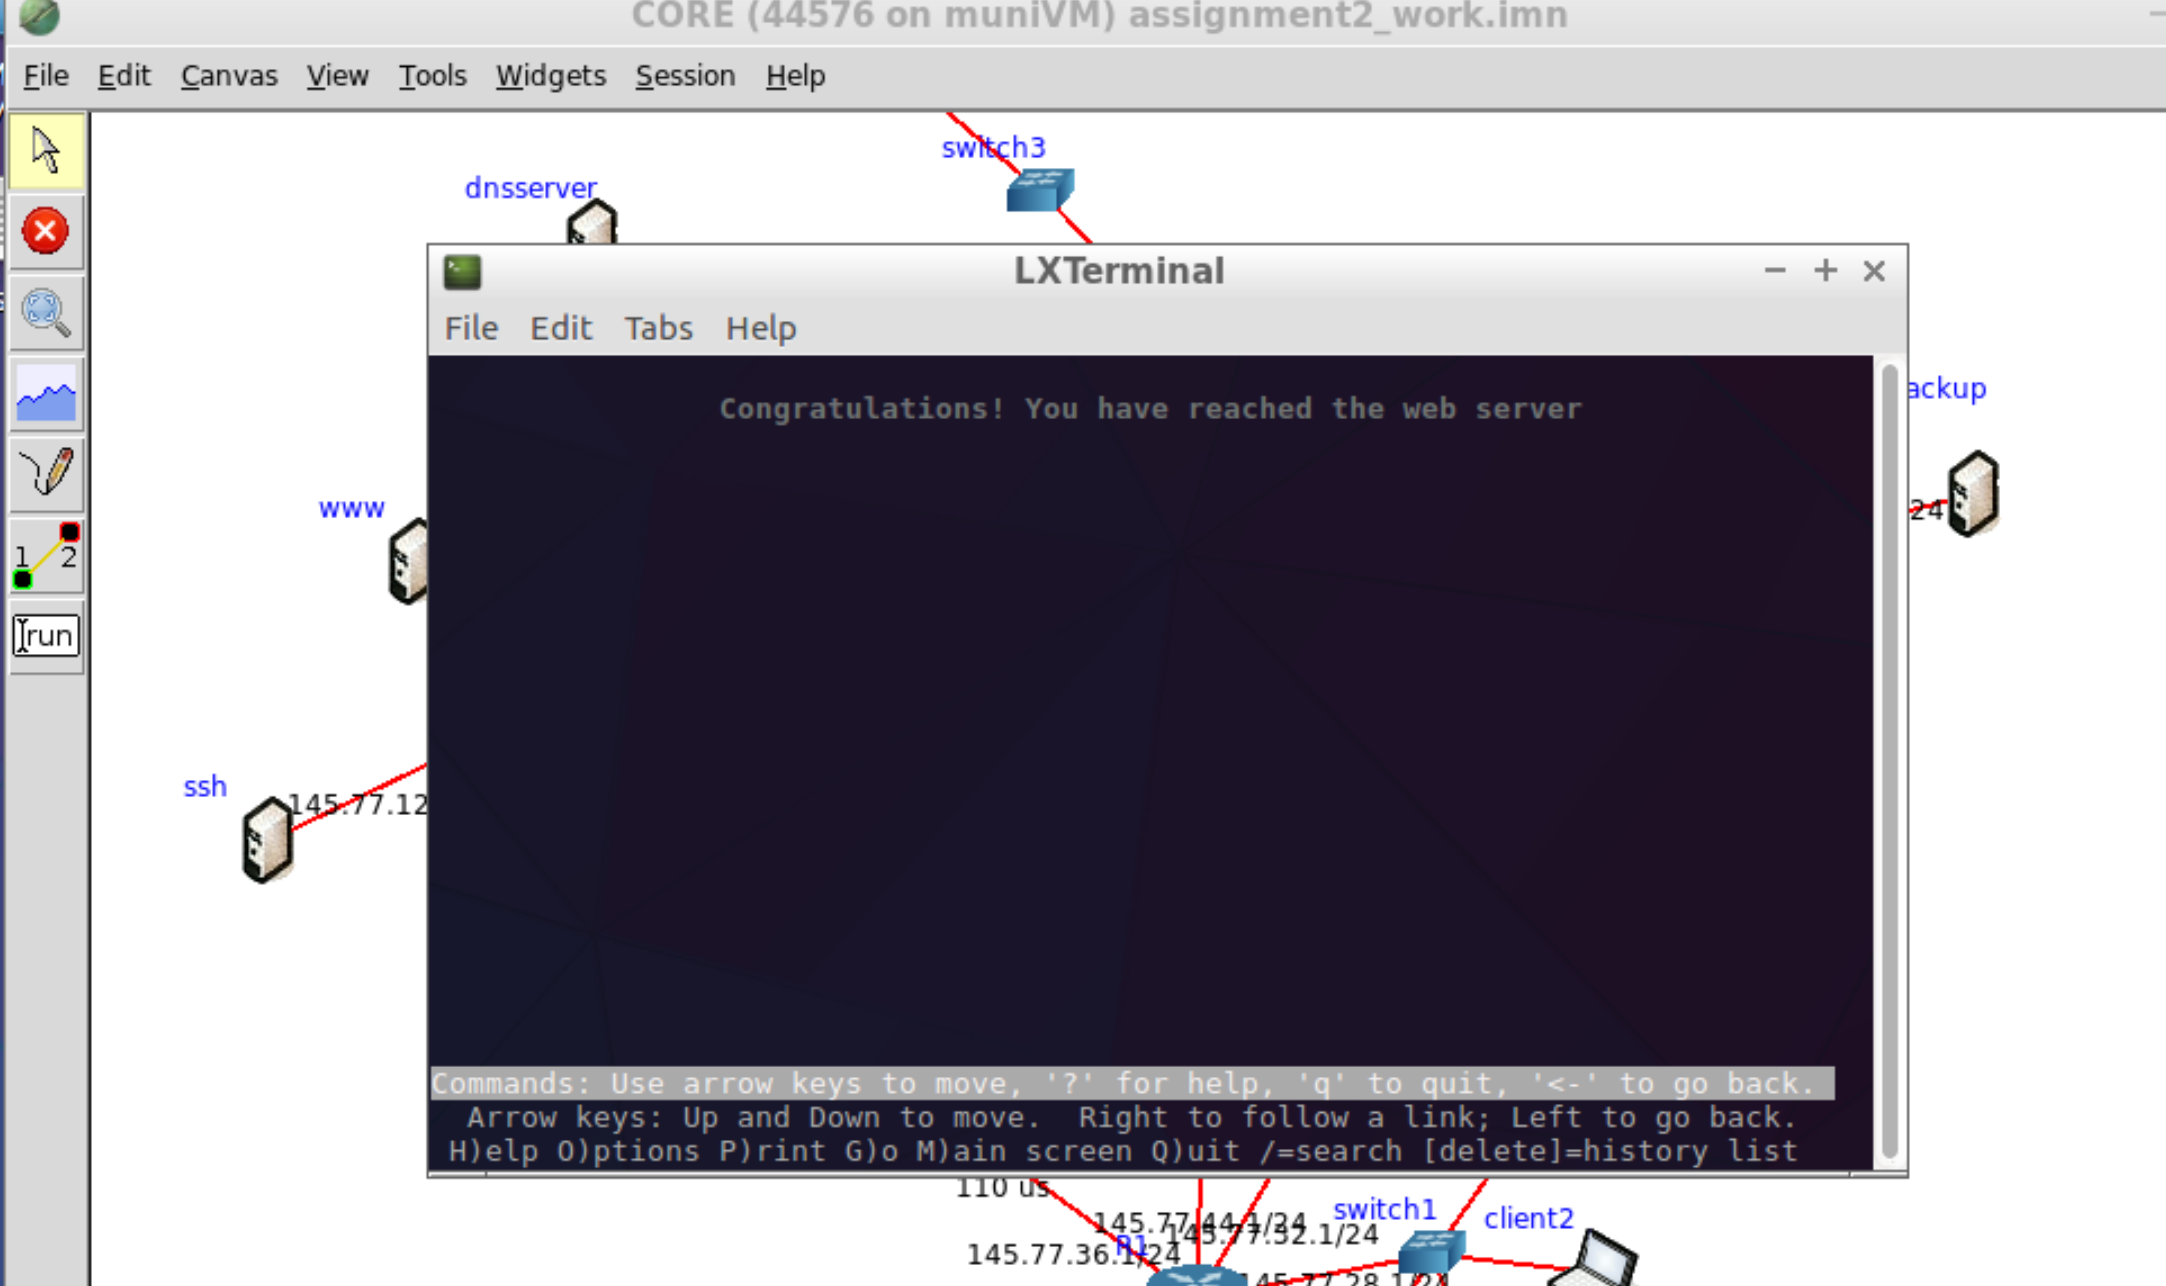 CORE (44576 on muniVM) assignment2_work.imn
File Edit Canvas View Tools Widgets Session Help
switch3
dnsserver
LXTerminal
File Edit Tabs Help
Congratulations! You have reached the web server
ackup
www
24
1 2
run
ssh
145.77.12
Commands: Use arrow keys to move, '?' for help, 'q' to quit, '<-' to go back.
Arrow keys: Up and Down to move. Right to follow a link; Left to go back.
H)elp O)ptions P)rint G)o M)ain screen Q)uit /=search [delete]=history list
110 us
switch1
client2
145.77.44.1/24
145.77.32.1/24
R1
145.77.36.1/24
145.77.28.1/24